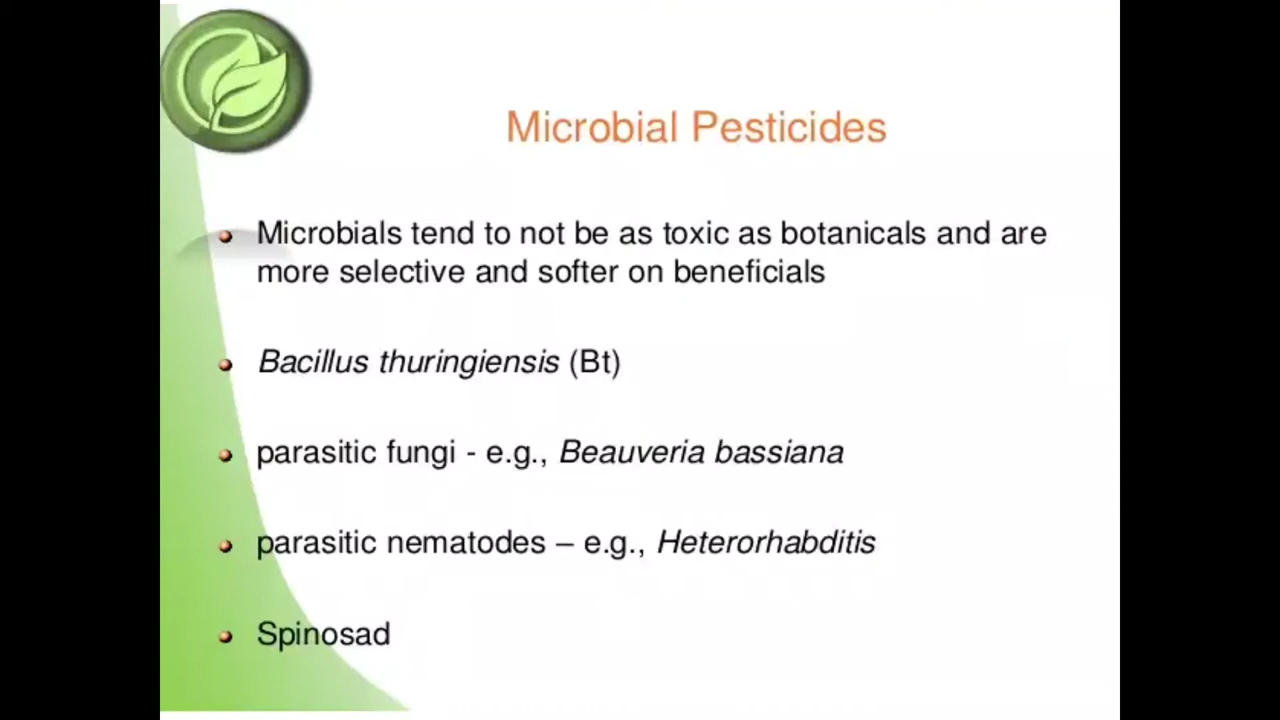 Microbial Pesticides
Microbials tend to not be as toxic as botanicals and are
more selective and softer on beneficials
Bacillus thuringiensis (Bt)
parasitic fungi - e.g., Beauveria bassiana
parasitic nematodes – e.g., Heterorhabditis
Spinosad